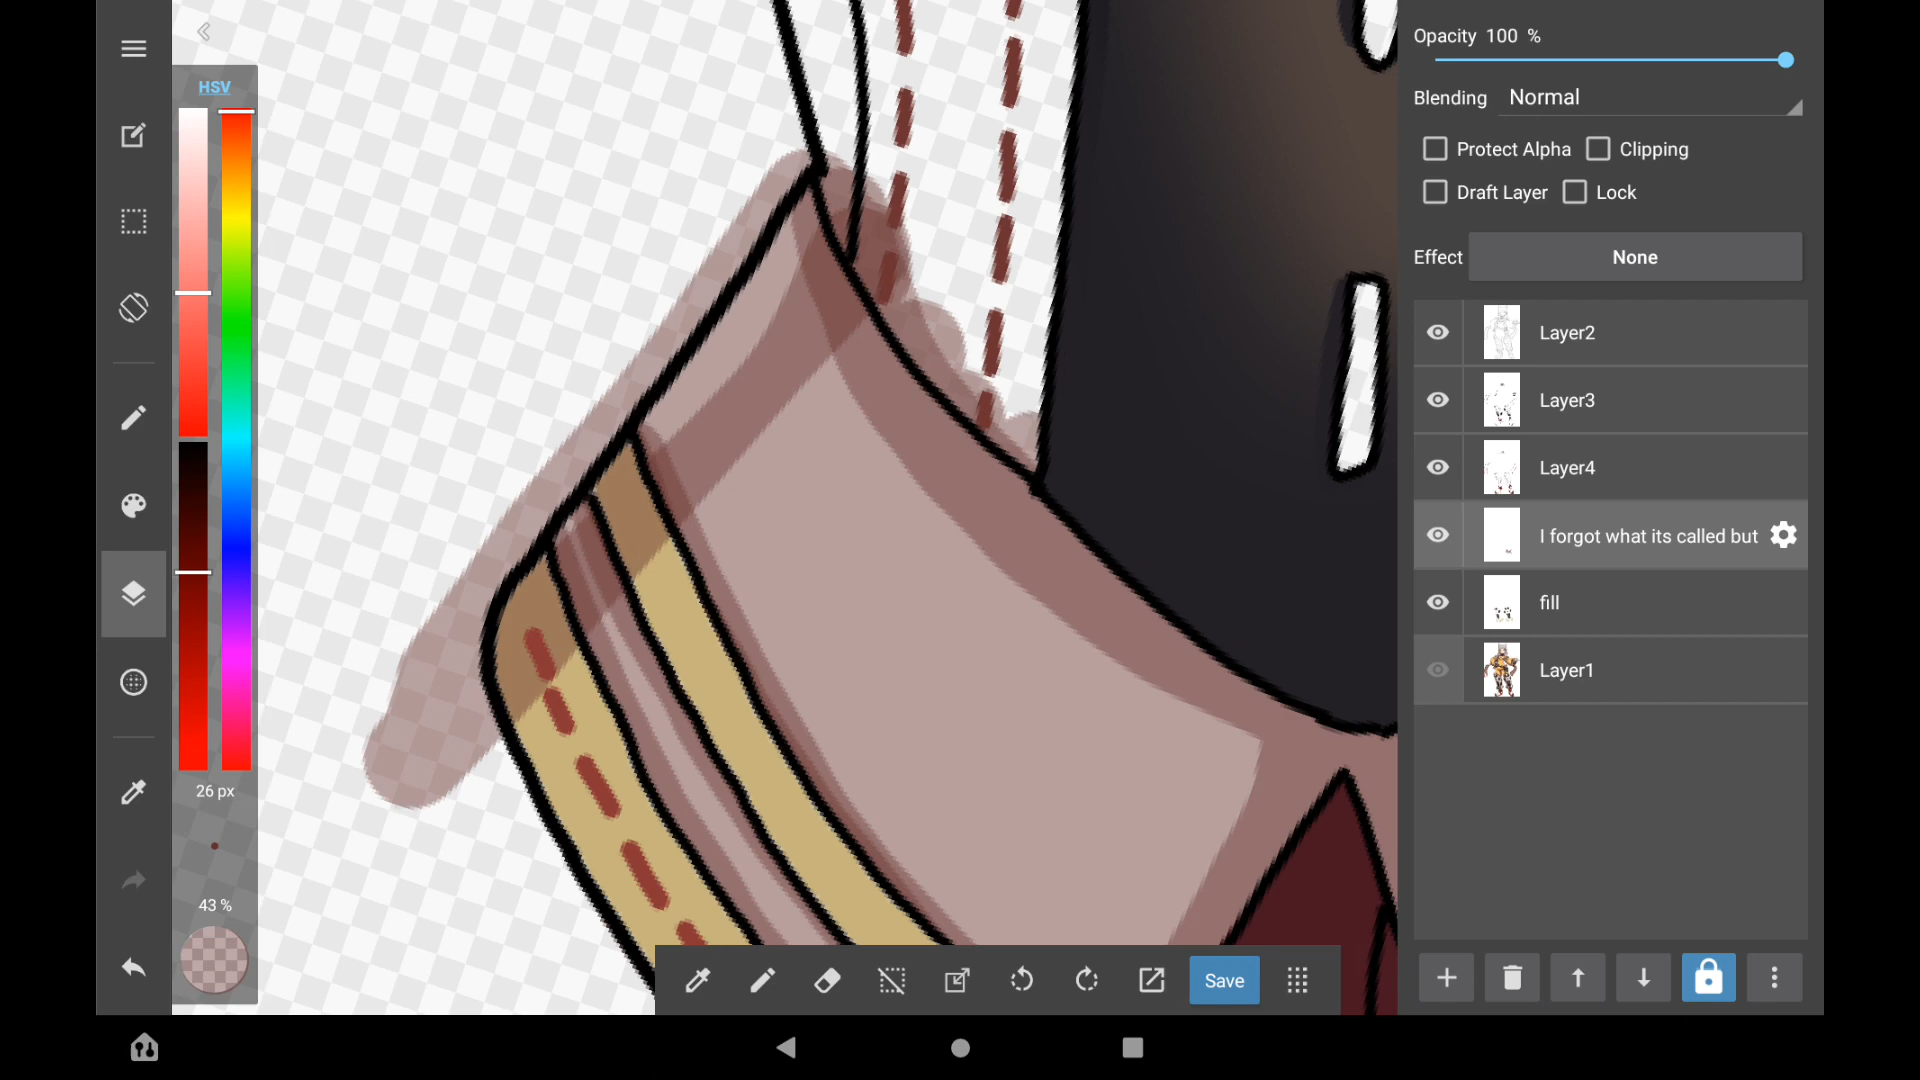 HSV
26 px
43 %
Opacity 100 %
Blending Normal
Protect Alpha Clipping
Draft Layer Lock
Effect None
Layer2
Layer3
Layer4
I forgot what its called but
fill
Layer1
Save